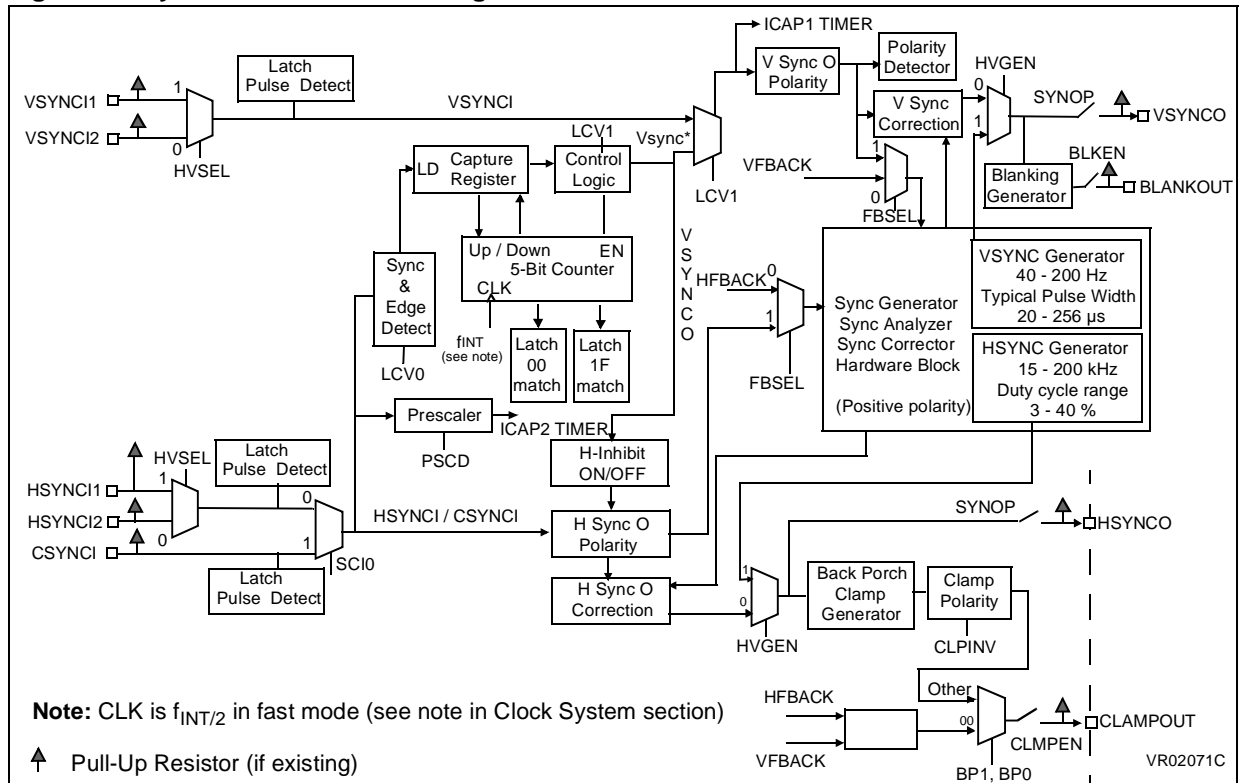 ICAP1 TIMER
Latch
Pulse Detect
V Sync O
Polarity
Polarity
Detector
HVGEN
VSYNCI1
1
VSYNCI2
0
HVSEL
VSYNCI
LCV1
Vsync*
LCV1
V Sync
Correction
0
1
SYNOP
VSYNCO
BLKEN
Blanking
Generator
BLANKOUT
VFBACK
1
0
FBSEL
LD
Capture
Register
Control
Logic
Up / Down
EN
5-Bit Counter
CLK
Sync
&
Edge
Detect
LCV0
fINT
(see note)
Latch
00
match
Latch
1F
match
VSYNCO
HFBACK
0
1
FBSEL
Sync Generator
Sync Analyzer
Sync Corrector
Hardware Block
(Positive polarity)
VSYNC Generator
40 - 200 Hz
Typical Pulse Width
20 - 256 µs
HSYNC Generator
15 - 200 kHz
Duty cycle range
3 - 40 %
Prescaler
ICAP2 TIMER
PSCD
H-Inhibit
ON/OFF
HVSEL
Latch
Pulse Detect
HSYNCI1
1
HSYNCI2
0
CSYNCI
0
1
SCI0
Latch
Pulse Detect
HSYNCI / CSYNCI
H Sync O
Polarity
H Sync O
Correction
1
0
HVGEN
SYNOP
HSYNCO
Back Porch
Clamp
Generator
Clamp
Polarity
CLPINV
HFBACK
VFBACK
Other
00
CLMPEN
CLAMPOUT
BP1, BP0
Note: CLK is fINT/2 in fast mode (see note in Clock System section)
Pull-Up Resistor (if existing)
VR02071C